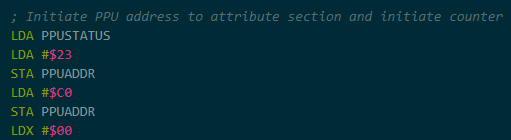 ; Initiate PPU address to attribute section and initiate counter
LDA PPUSTATUS
LDA #$23
STA PPUADDR
LDA #$C0
STA PPUADDR
LDX #$00